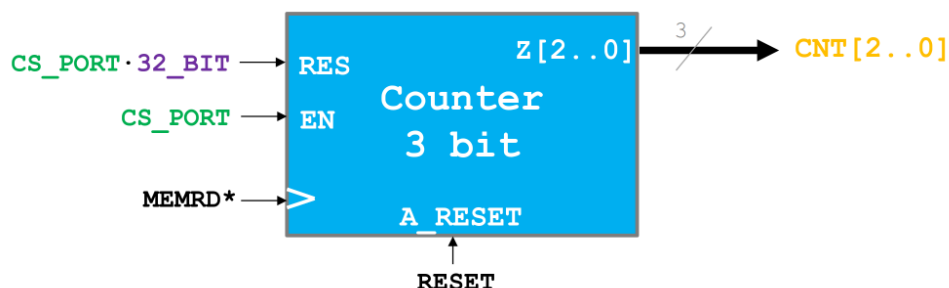 3
Z[2..0]
CNT[2..0]
CS_PORT·32_BIT
RES
Counter
CS_PORT
EN
3 bit
MEMRD*
>
A_RESET
RESET